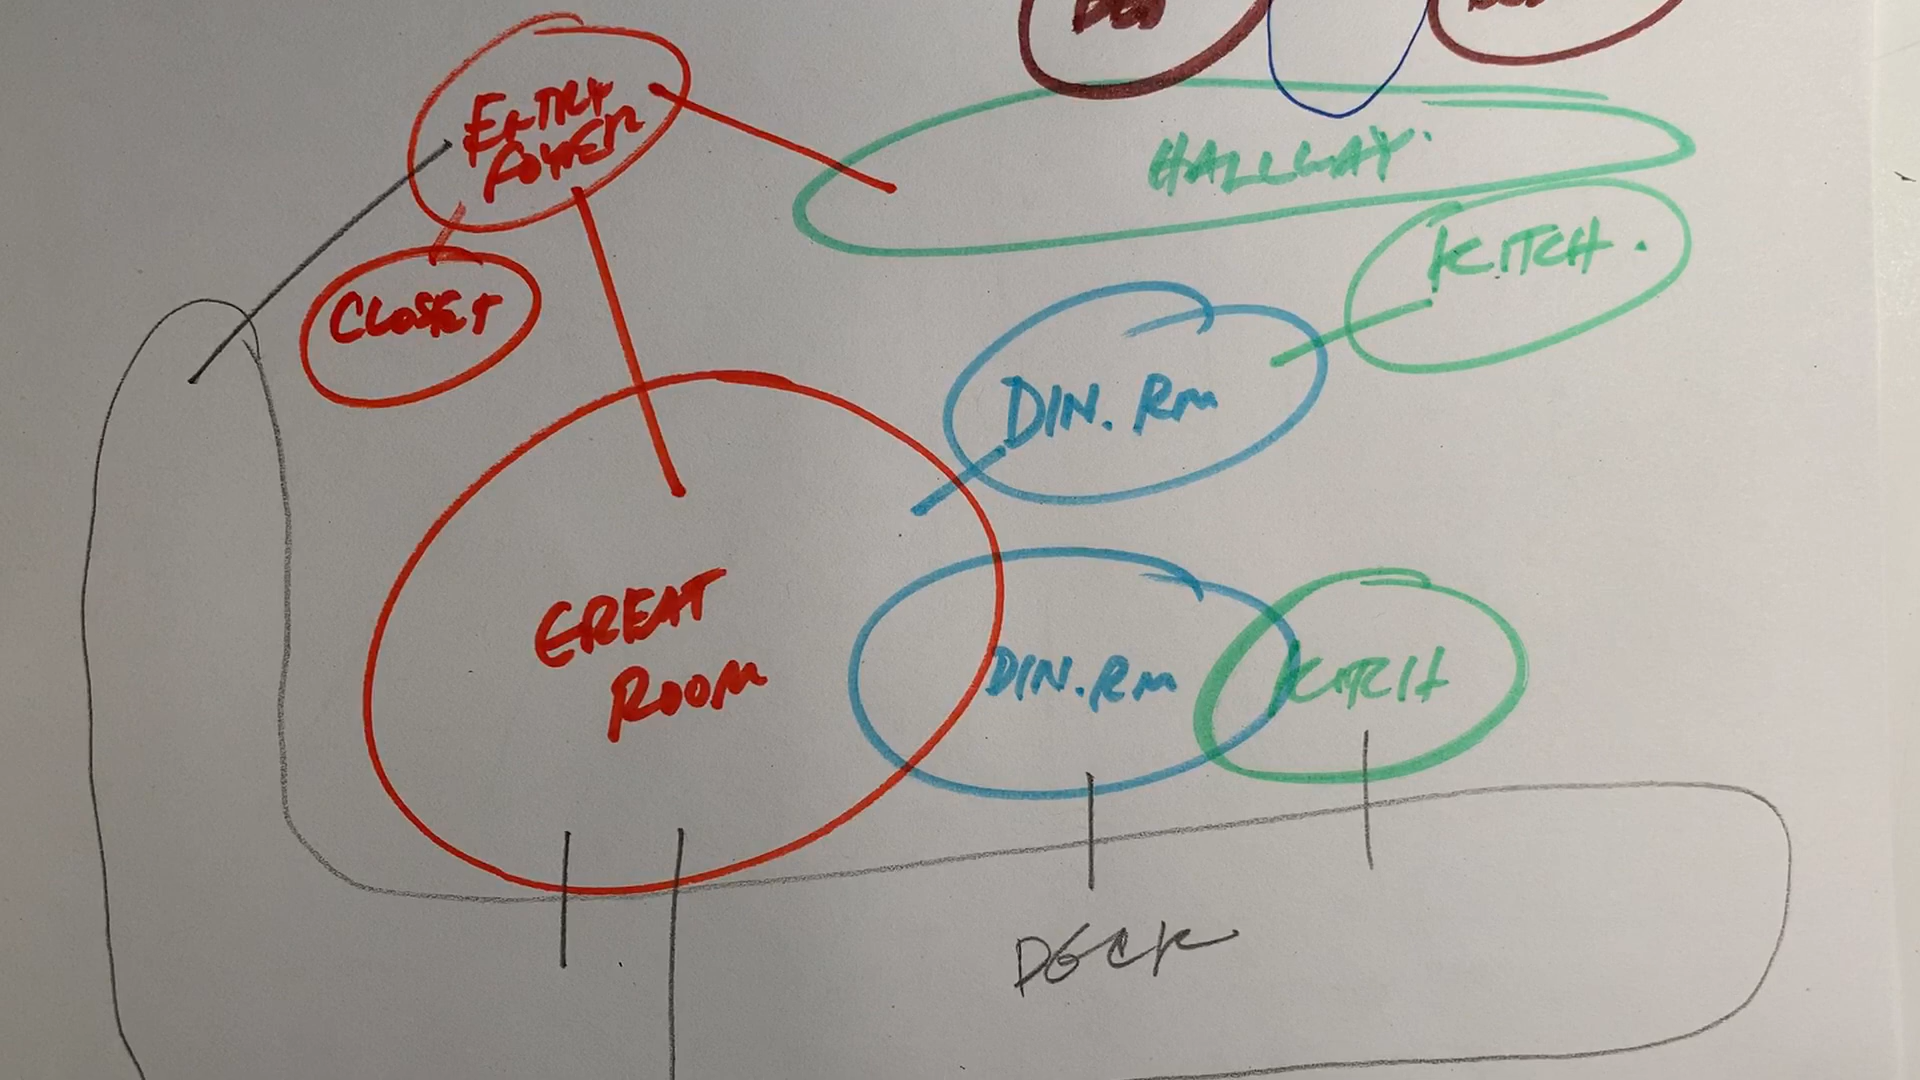 ENTRY
FOYER
HALLWAY
KITCH.
CLOSET
DIN. RM
GREAT
ROOM
DIN. RM
KITCH
DECK